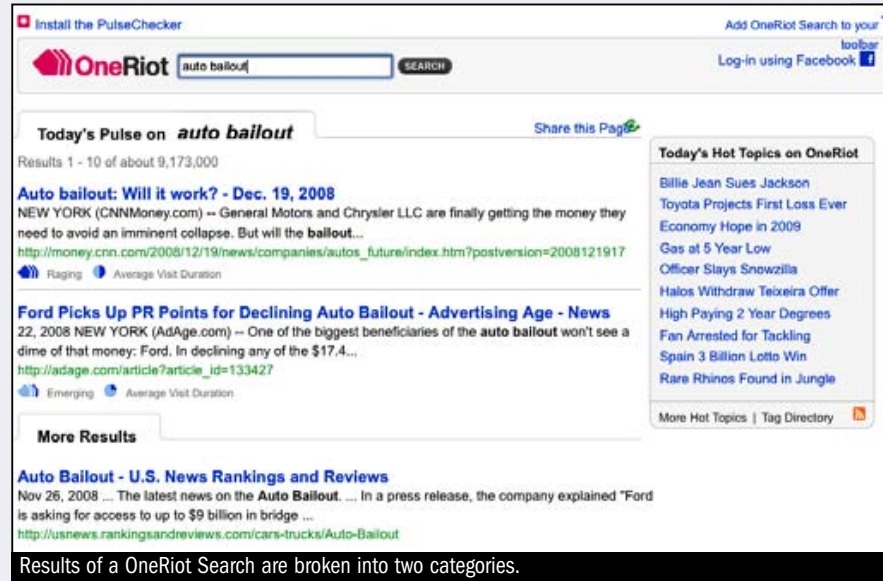 Install the PulseChecker
Add OneRiot Search to your toolbar
Log-in using Facebook
OneRiot
auto bailout
SEARCH
Today's Pulse on auto bailout
Share this Page
Results 1 - 10 of about 9,173,000
Auto bailout: Will it work? - Dec. 19, 2008
NEW YORK (CNNMoney.com) -- General Motors and Chrysler LLC are finally getting the money they
need to avoid an imminent collapse. But will the bailout...
http://money.cnn.com/2008/12/19/news/companies/autos_future/index.htm?postversion=2008121917
Raging Average Visit Duration
Ford Picks Up PR Points for Declining Auto Bailout - Advertising Age - News
22, 2008 NEW YORK (AdAge.com) -- One of the biggest beneficiaries of the auto bailout won't see a
dime of that money: Ford. In declining any of the $17.4...
http://adage.com/article?article_id=133427
Emerging Average Visit Duration
More Results
Auto Bailout - U.S. News Rankings and Reviews
Nov 26, 2008 ... The latest news on the Auto Bailout. ... In a press release, the company explained "Ford
is asking for access to up to $9 billion in bridge ...
http://usnews.rankingsandreviews.com/cars-trucks/Auto-Bailout
Today's Hot Topics on OneRiot
Billie Jean Sues Jackson
Toyota Projects First Loss Ever
Economy Hope in 2009
Gas at 5 Year Low
Officer Slays Snowzilla
Halos Withdraw Teixeira Offer
High Paying 2 Year Degrees
Fan Arrested for Tackling
Spain 3 Billion Lotto Win
Rare Rhinos Found in Jungle
More Hot Topics | Tag Directory
Results of a OneRiot Search are broken into two categories.